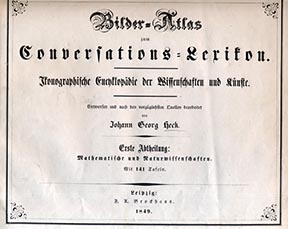 Bilder-Atlas
zum
Conversations-Lexikon.
Ikonographische Encyklopädie der Wissenschaften und Künste.
Entworfen und nach den vorzüglichsten Quellen bearbeitet
von
Johann Georg Heck.
Erste Abtheilung:
Mathematische und Naturwissenschaften.
Mit 141 Tafeln.
Leipzig:
F. A. Brockhaus.
1849.